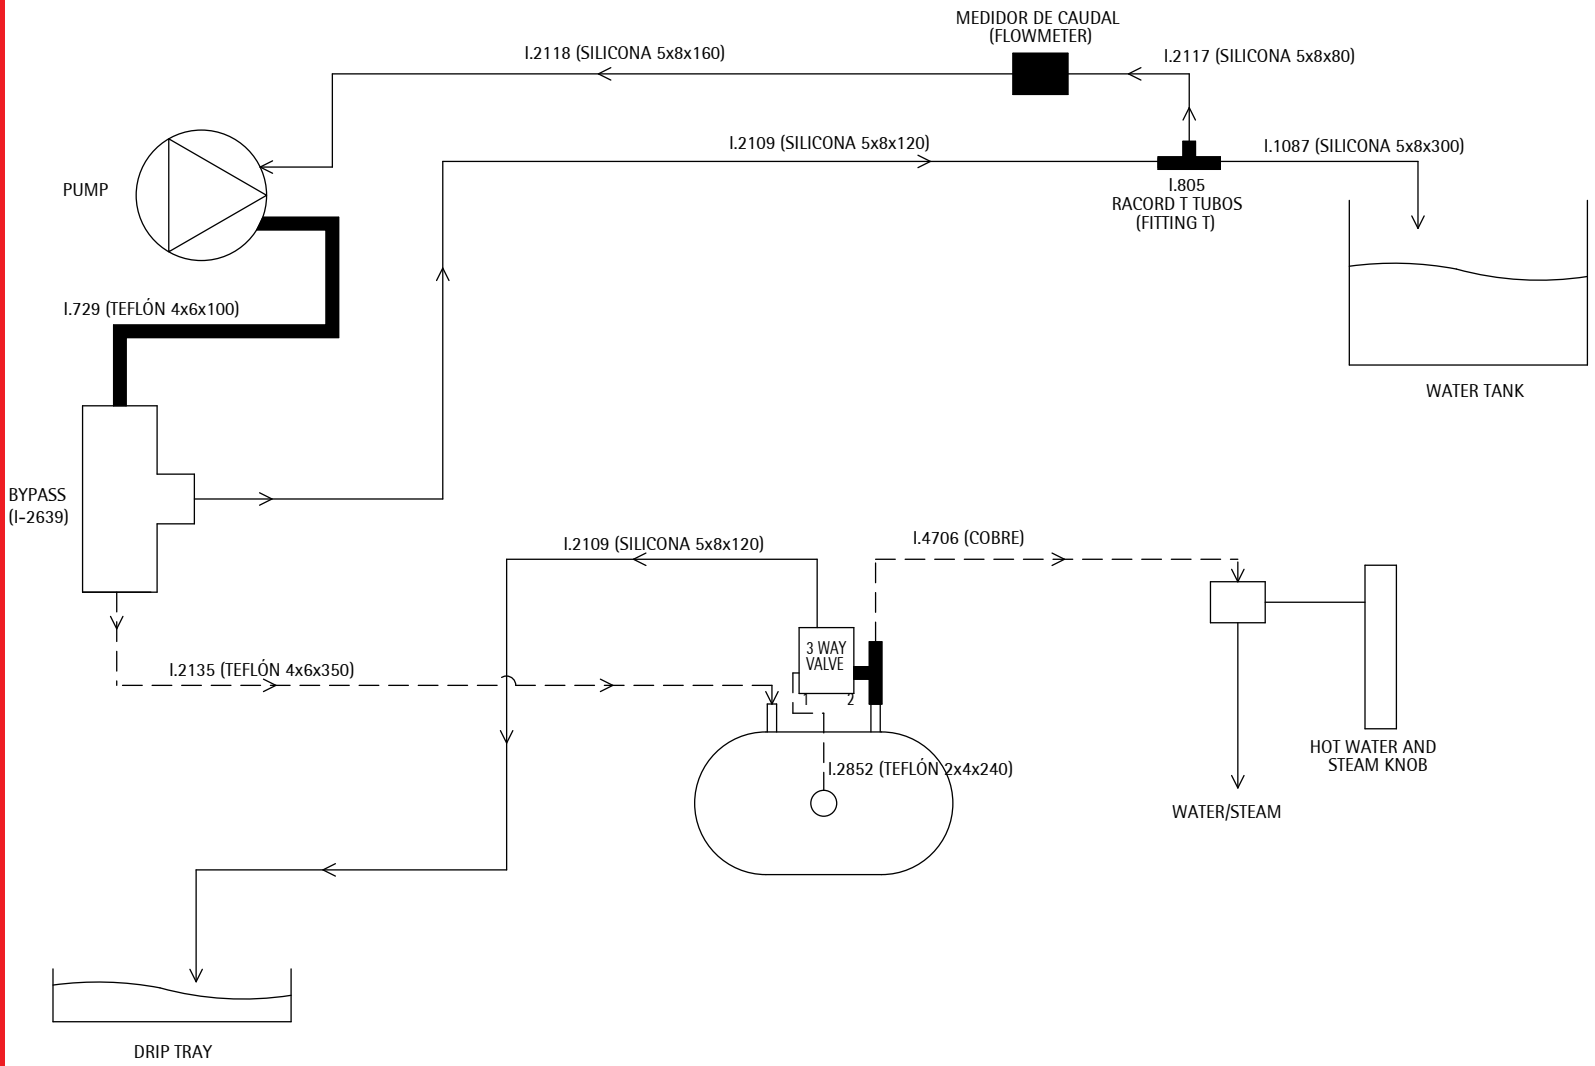 MEDIDOR DE CAUDAL
(FLOWMETER)
I.2118 (SILICONA 5x8x160)
I.2117 (SILICONA 5x8x80)
I.2109 (SILICONA 5x8x120)
I.1087 (SILICONA 5x8x300)
PUMP
I.805
RACORD T TUBOS
(FITTING T)
I.729 (TEFLÓN 4x6x100)
WATER TANK
BYPASS
(I-2639)
I.2109 (SILICONA 5x8x120)
I.4706 (COBRE)
3 WAY
VALVE
1 2
I.2135 (TEFLÓN 4x6x350)
HOT WATER AND
STEAM KNOB
I.2852 (TEFLÓN 2x4x240)
WATER/STEAM
DRIP TRAY